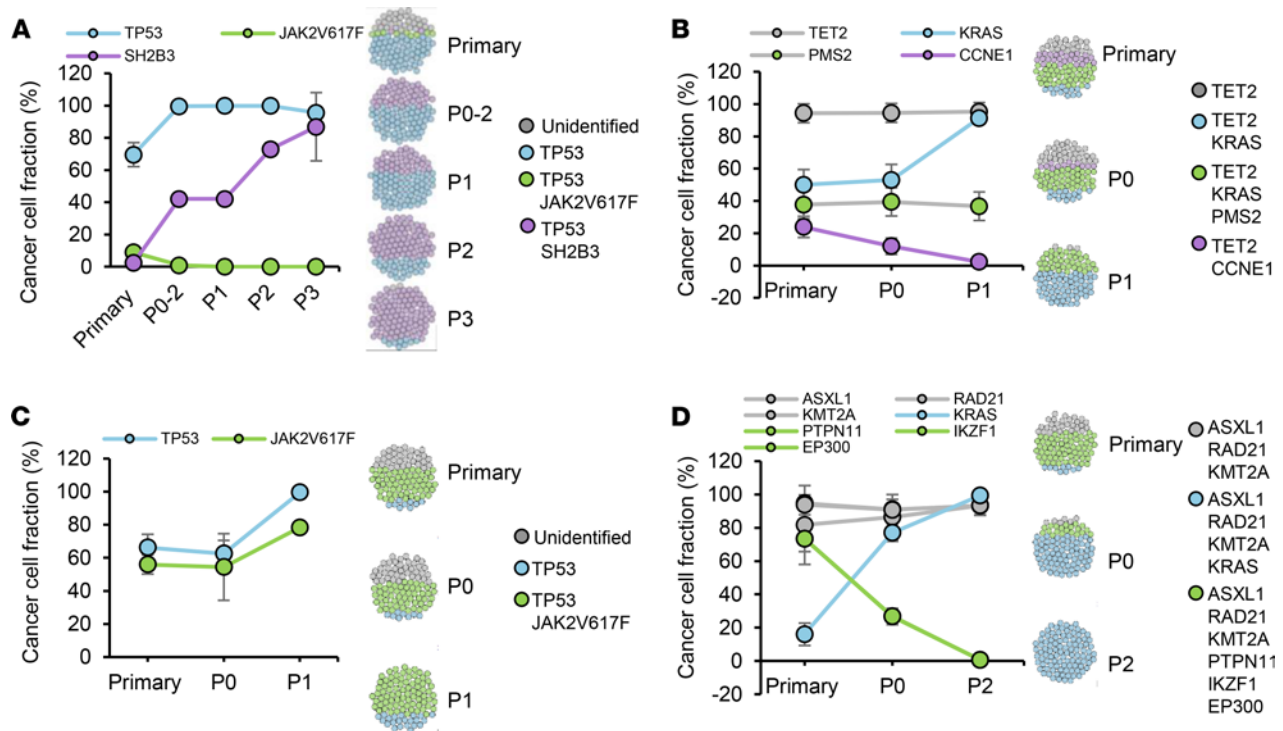 A
TP53
JAK2V617F
SH2B3
Cancer cell fraction (%)
120
100
80
60
40
20
0
Primary
P0-2
P1
P2
P3
Primary
P0-2
P1
P2
P3
Unidentified
TP53
TP53
JAK2V617F
TP53
SH2B3
B
TET2
KRAS
PMS2
CCNE1
Cancer cell fraction (%)
120
100
80
60
40
20
0
-20
Primary
P0
P1
Primary
P0
P1
TET2
TET2
KRAS
TET2
KRAS
PMS2
TET2
CCNE1
C
TP53
JAK2V617F
Cancer cell fraction (%)
120
100
80
60
40
20
0
Primary
P0
P1
Primary
P0
P1
Unidentified
TP53
TP53
JAK2V617F
D
ASXL1
RAD21
KMT2A
KRAS
PTPN11
IKZF1
EP300
Cancer cell fraction (%)
120
100
80
60
40
20
0
-20
Primary
P0
P2
Primary
P0
P2
ASXL1
RAD21
KMT2A
ASXL1
RAD21
KMT2A
KRAS
ASXL1
RAD21
KMT2A
PTPN11
IKZF1
EP300